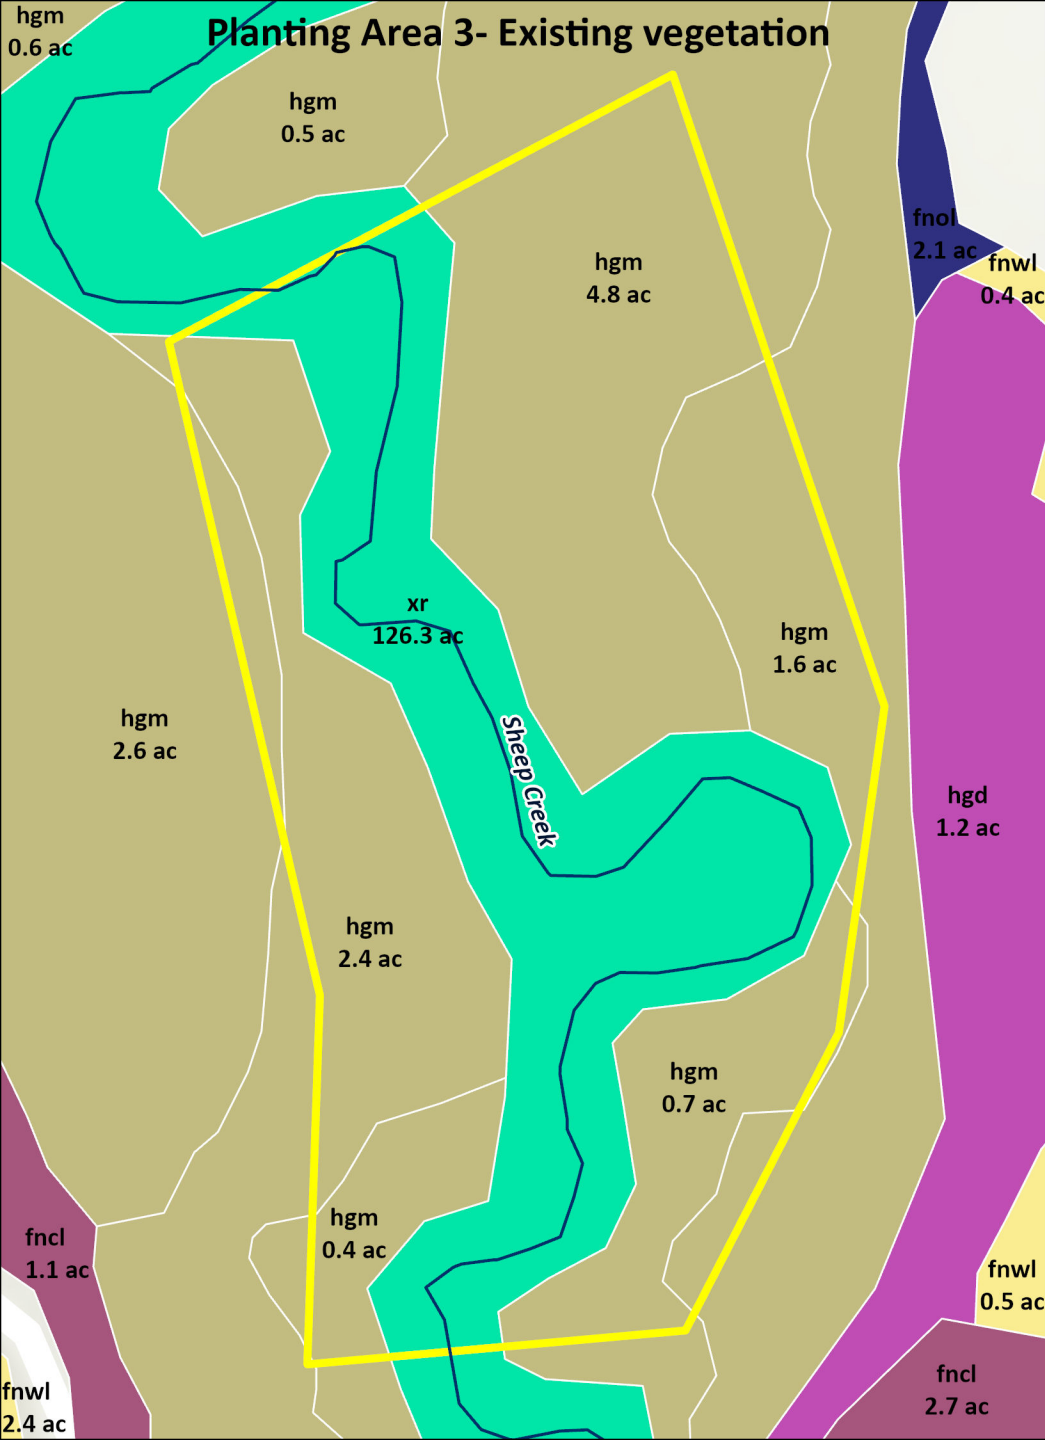 Planting Area 3- Existing vegetation
hgm
0.6 ac
hgm
0.5 ac
fnol
2.1 ac
fnwl
0.4 ac
hgm
4.8 ac
xr
126.3 ac
hgm
1.6 ac
hgm
2.6 ac
Sheep Creek
hgd
1.2 ac
hgm
2.4 ac
hgm
0.7 ac
hgm
0.4 ac
fncl
1.1 ac
fnwl
0.5 ac
fnwl
2.4 ac
fncl
2.7 ac